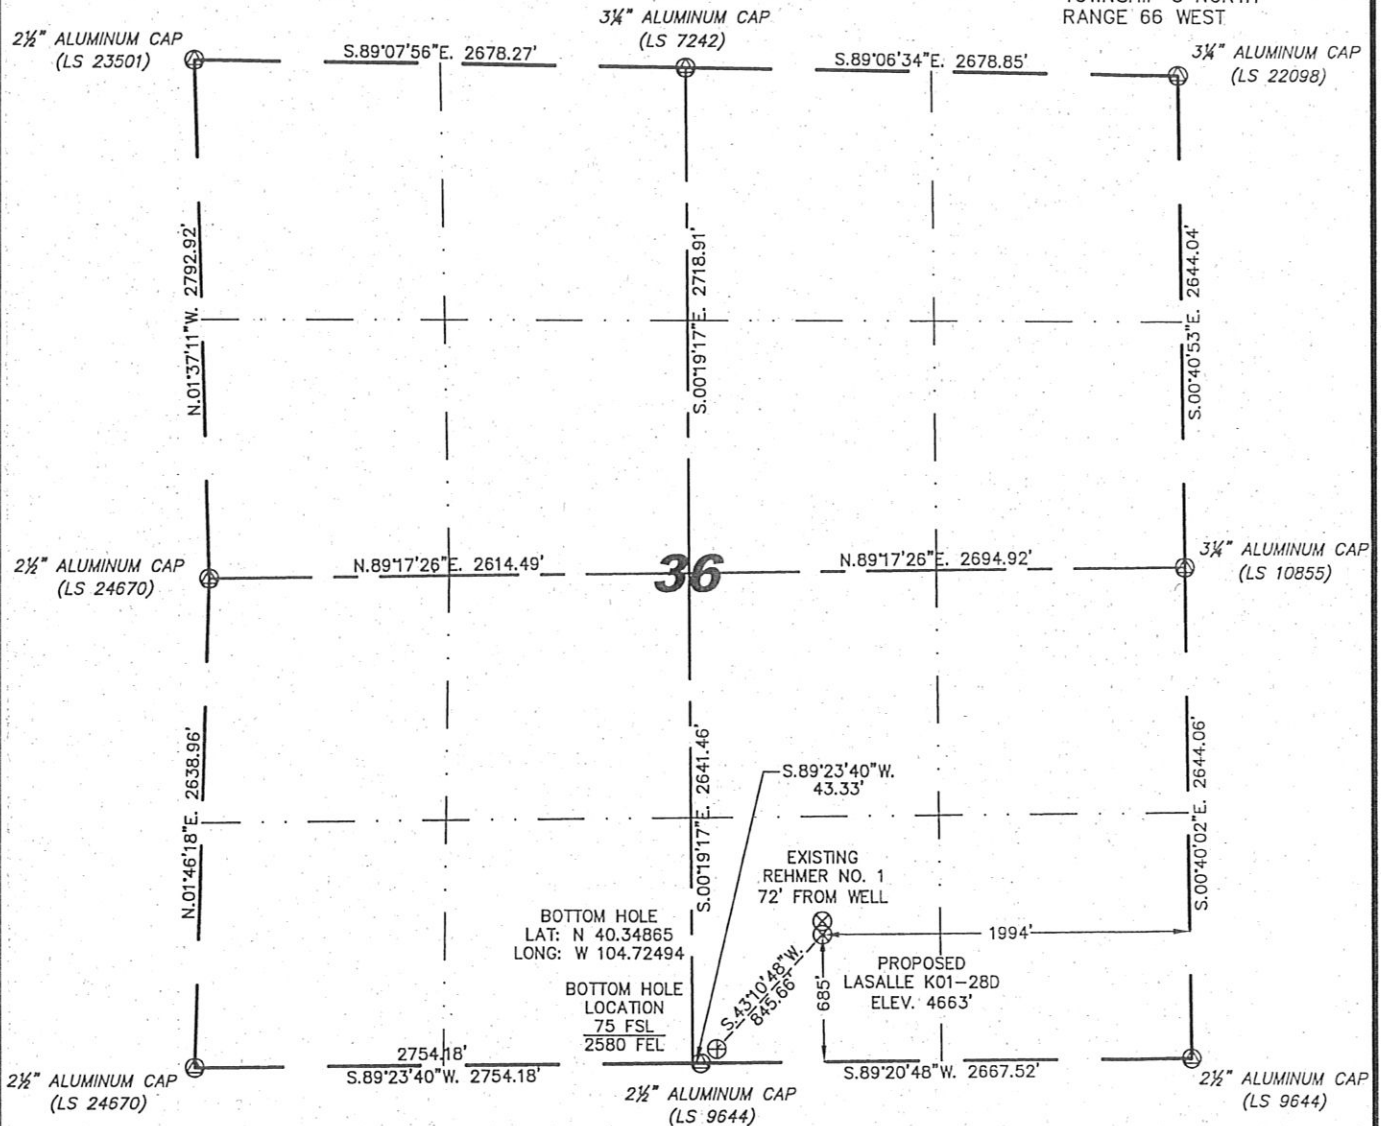 RANGE 66 WEST
3¼" ALUMINUM CAP
(LS 7242)
2½" ALUMINUM CAP
(LS 23501)
S.89°07'56"E. 2678.27'
S.89°06'34"E. 2678.85'
3¼" ALUMINUM CAP
(LS 22098)
N.01°37'11"W. 2792.92'
S.00°19'17"E. 2718.91'
S.00°40'53"E. 2644.04'
2½" ALUMINUM CAP
(LS 24670)
N.89°17'26"E. 2614.49'
36
N.89°17'26"E. 2694.92'
3¼" ALUMINUM CAP
(LS 10855)
N.01°46'18"E. 2638.96'
S.00°19'17"E. 2641.46'
S.89°23'40"W.
43.33'
S.00°40'02"E. 2644.06'
EXISTING
REHMER NO. 1
72' FROM WELL
BOTTOM HOLE
LAT: N 40.34865
LONG: W 104.72494
1994'
PROPOSED
LASALLE K01-28D
ELEV. 4663'
S.43°10'48"W.
845.66'
685'
BOTTOM HOLE
LOCATION
75 FSL
2580 FEL
2754.18'
S.89°23'40"W. 2754.18'
S.89°20'48"W. 2667.52'
2½" ALUMINUM CAP
(LS 24670)
2½" ALUMINUM CAP
(LS 9644)
2½" ALUMINUM CAP
(LS 9644)